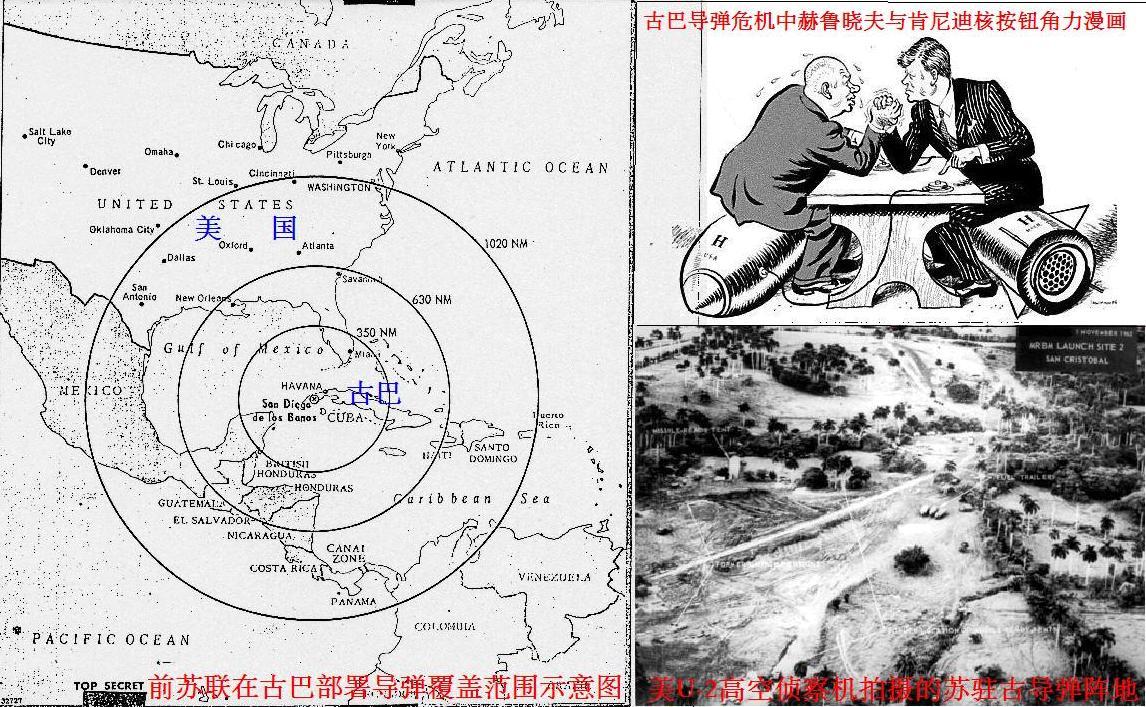 CANADA
Salt Lake
City
Omaha
Chicago
New
York
Pittsburgh
Denver
ATLANTIC OCEAN
St. Louis
Cincinnati
WASHINGTON
UNITED STATES
美国
Oklahoma City
Oxford
Atlanta
1020 NM
Dallas
San
Antonio
New Orleans
630 NM
350 NM
Gulf of Mexico
Miami
MEXICO
HAVANA
古巴
San Diego
de los Banos
CUBA
Puerto
Rico
HAITI
SANTO
DOMINGO
BRITISH
HONDURAS
HONDURAS
Caribbean Sea
GUATEMALA
EL SALVADOR
NICARAGUA
CANAL
ZONE
COSTA RICA
VENEZUELA
PANAMA
COLOMBIA
PACIFIC OCEAN
TOP SECRET
32727
前苏联在古巴部署导弹覆盖范围示意图
古巴导弹危机中赫鲁晓夫与肯尼迪核按钮角力漫画
H
USA
H
1 NOVEMBER 1962
MRBM LAUNCH SITE 2
SAN CRISTOBAL
FUEL TRAILERS
美U-2高空侦察机拍摄的苏驻古导弹阵地